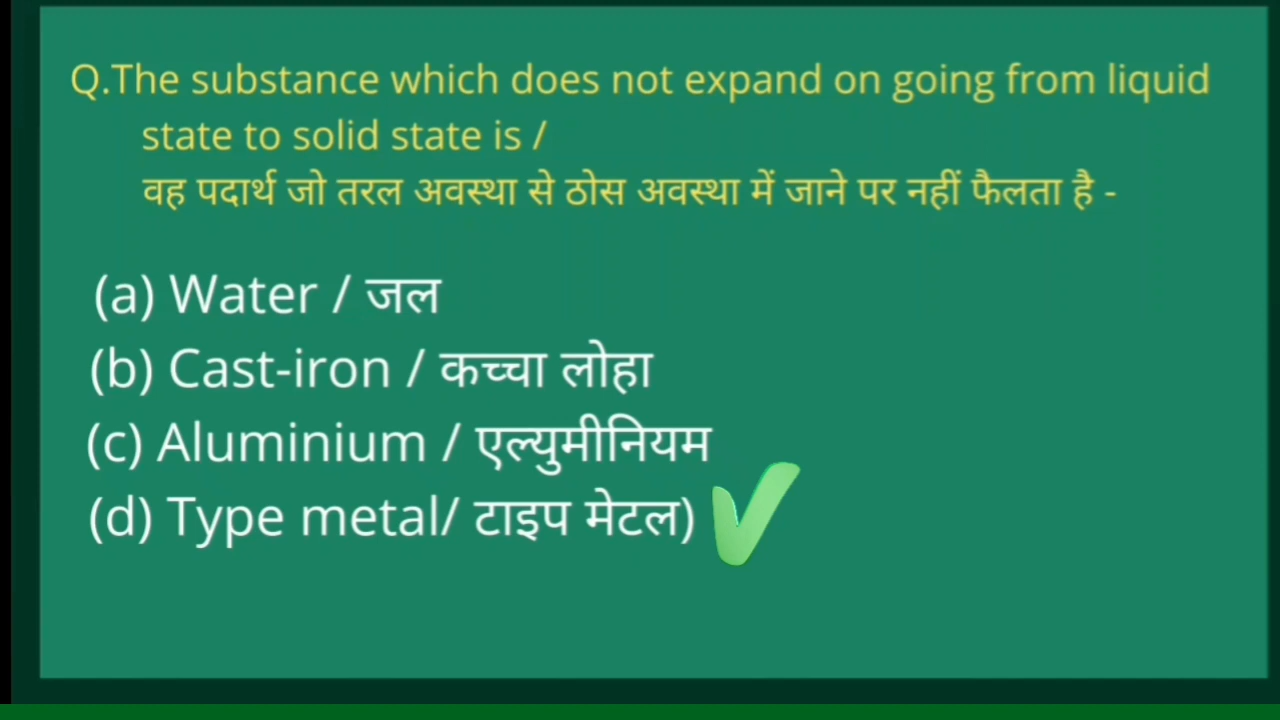 Q.The substance which does not expand on going from liquid
state to solid state is /
वह पदार्थ जो तरल अवस्था से ठोस अवस्था में जाने पर नहीं फैलता है -
(a) Water / जल
(b) Cast-iron / कच्चा लोहा
(c) Aluminium / एल्युमीनियम
(d) Type metal/ टाइप मेटल)